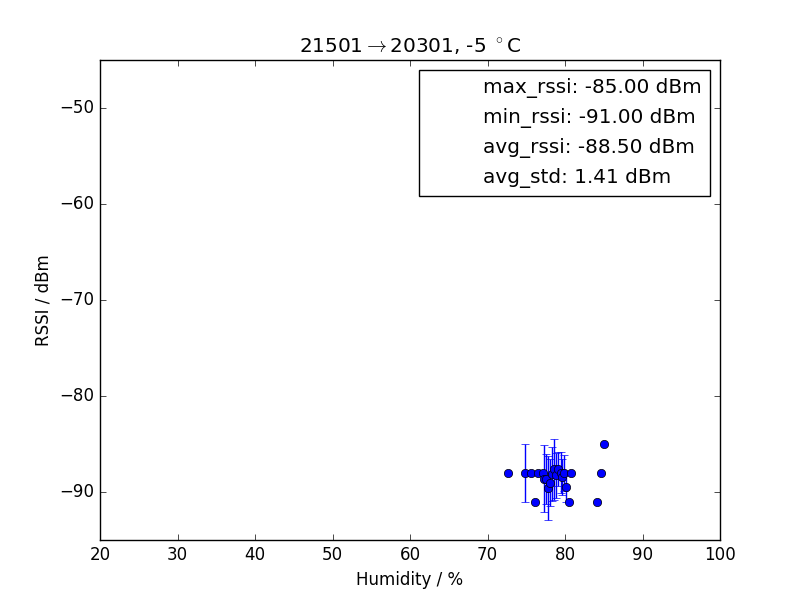 21501→20301, -5 °C
max_rssi: -85.00 dBm
min_rssi: -91.00 dBm
avg_rssi: -88.50 dBm
avg_std: 1.41 dBm
RSSI / dBm
−50
−60
−70
−80
−90
20 30 40 50 60 70 80 90 100
Humidity / %